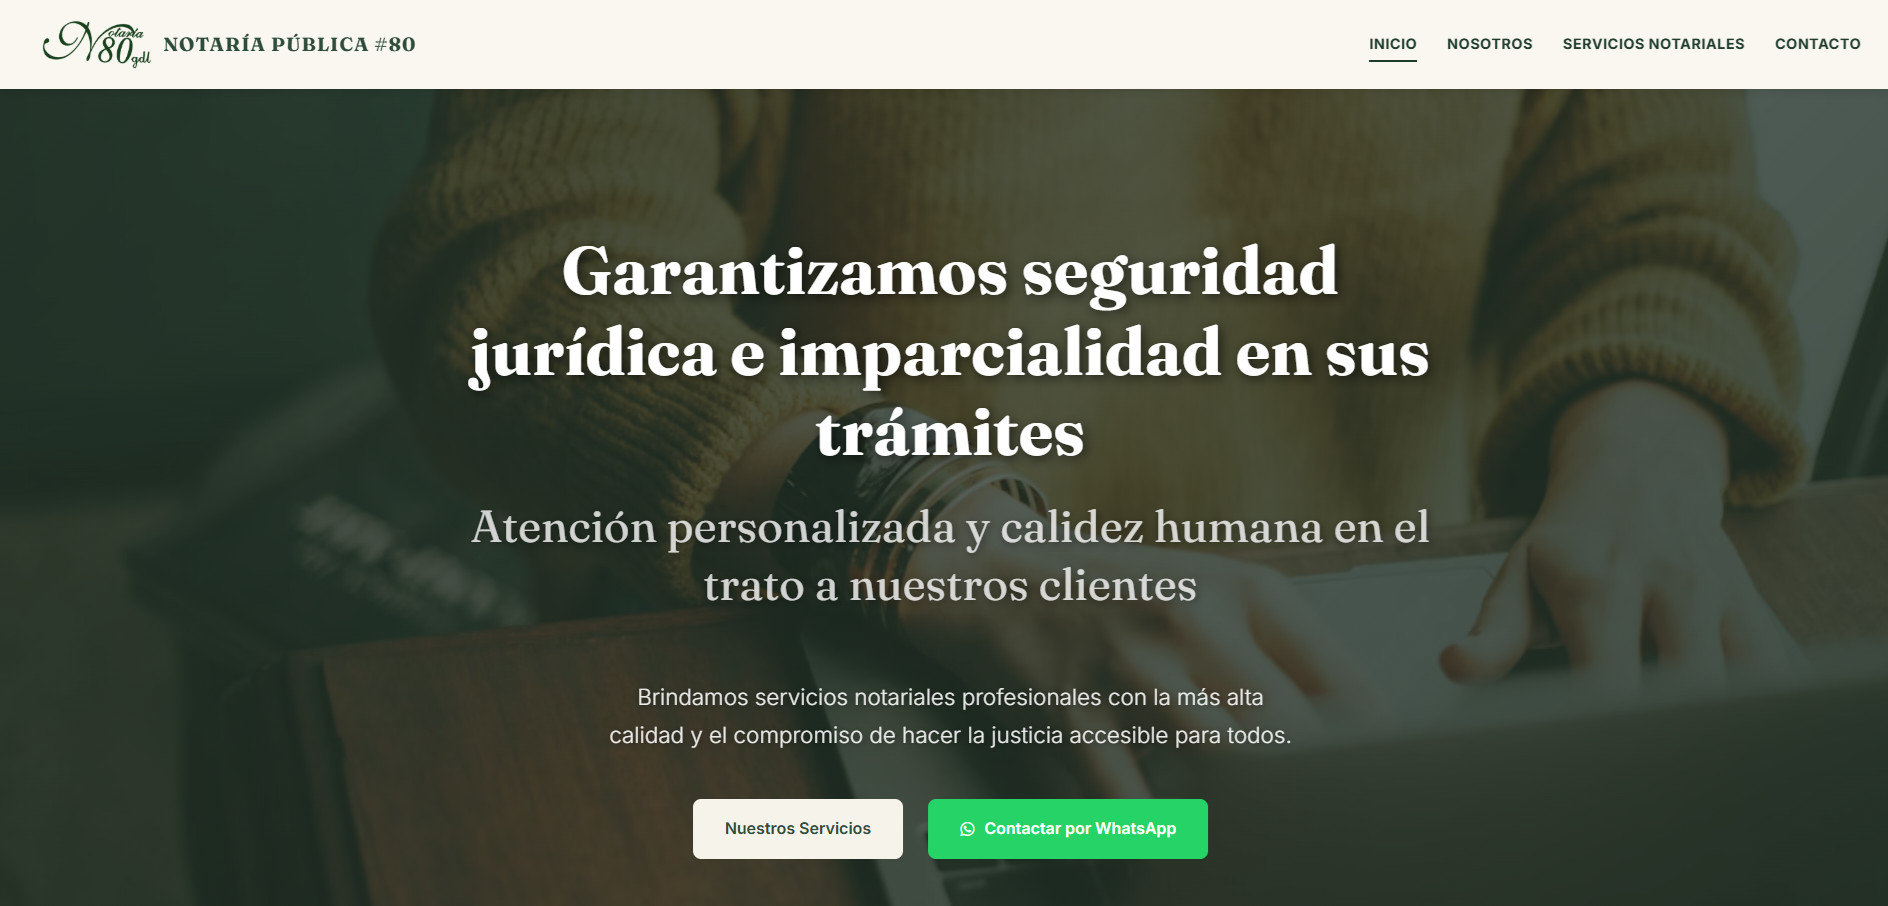 Notaría
N80gdl
NOTARÍA PÚBLICA #80
INICIO
NOSOTROS
SERVICIOS NOTARIALES
CONTACTO
Garantizamos seguridad
jurídica e imparcialidad en sus
trámites
Atención personalizada y calidez humana en el
trato a nuestros clientes
Brindamos servicios notariales profesionales con la más alta
calidad y el compromiso de hacer la justicia accesible para todos.
Nuestros Servicios
Contactar por WhatsApp